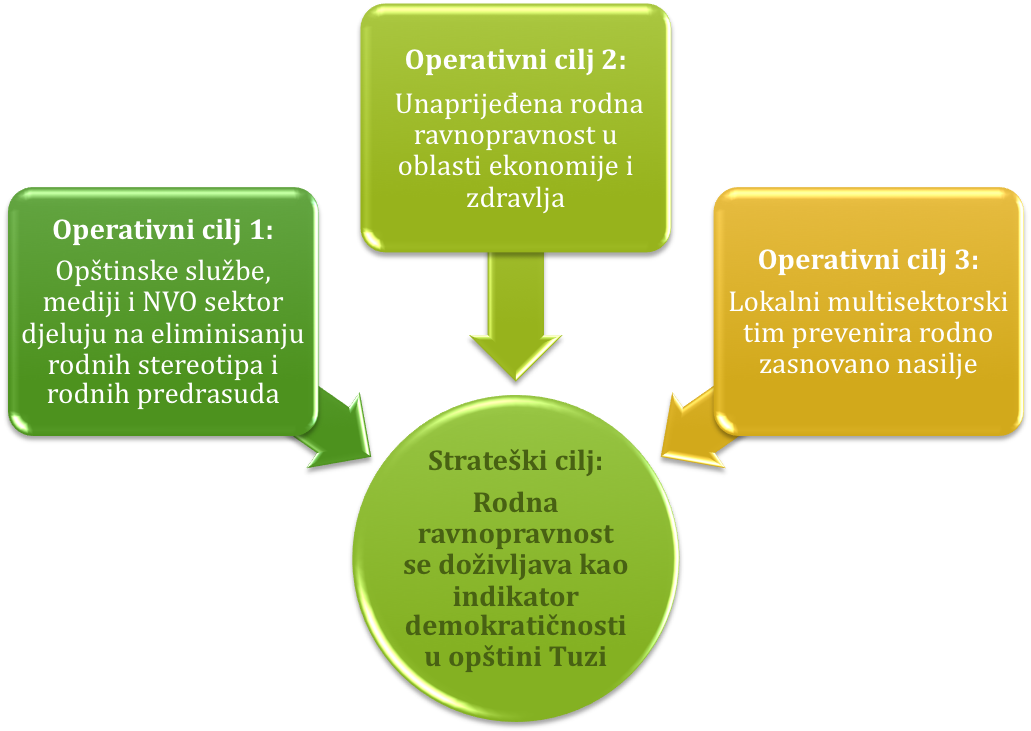 Operativni cilj 1:
Opštinske službe,
mediji i NVO sektor
djeluju na eliminisanju
rodnih stereotipa i
rodnih predrasuda
Operativni cilj 2:
Unaprijeđena rodna
ravnopravnost u
oblasti ekonomije i
zdravlja
Operativni cilj 3:
Lokalni multisektorski
tim prevenira rodno
zasnovano nasilje
Strateški cilj:
Rodna
ravnopravnost
se doživljava kao
indikator
demokratičnosti
u opštini Tuzi